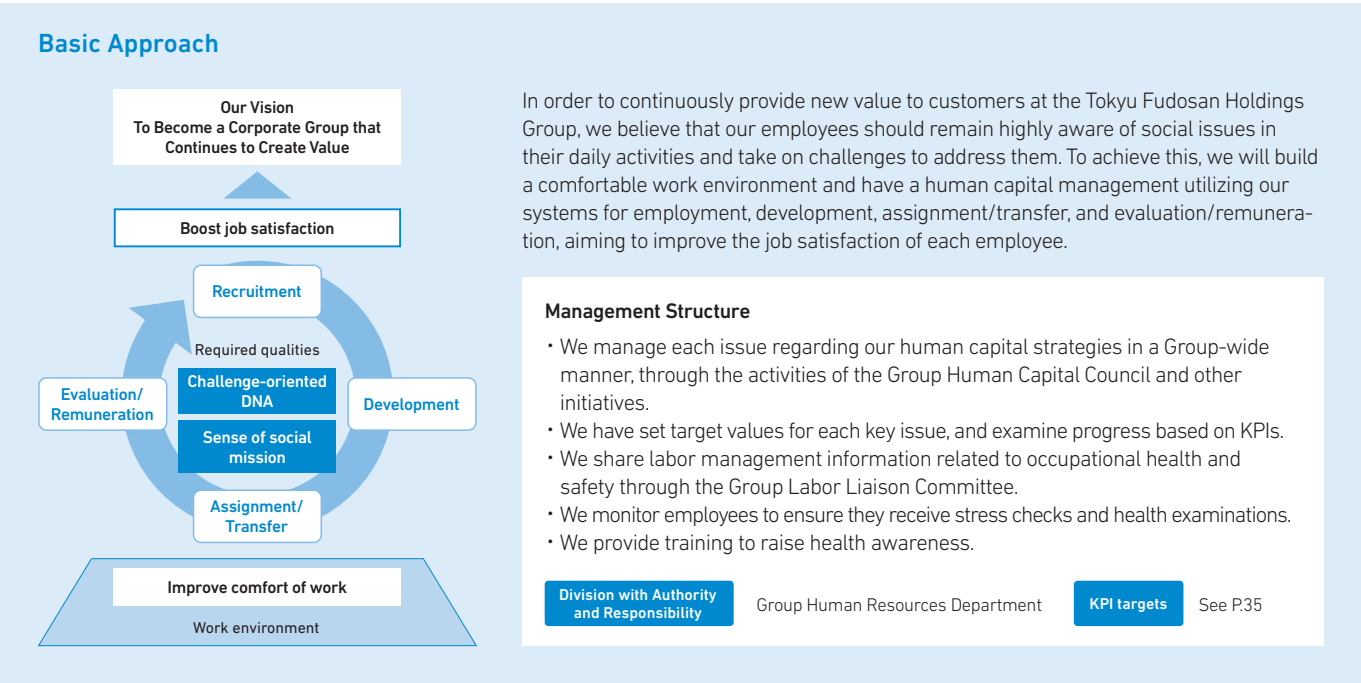 Basic Approach
Our Vision
To Become a Corporate Group that
Continues to Create Value
Boost job satisfaction
Recruitment
Required qualities
Challenge-oriented
DNA
Sense of social
mission
Evaluation/
Remuneration
Development
Assignment/
Transfer
Improve comfort of work
Work environment
In order to continuously provide new value to customers at the Tokyu Fudosan Holdings
Group, we believe that our employees should remain highly aware of social issues in
their daily activities and take on challenges to address them. To achieve this, we will build
a comfortable work environment and have a human capital management utilizing our
systems for employment, development, assignment/transfer, and evaluation/remunera-
tion, aiming to improve the job satisfaction of each employee.
Management Structure
・We manage each issue regarding our human capital strategies in a Group-wide
manner, through the activities of the Group Human Capital Council and other
initiatives.
・We have set target values for each key issue, and examine progress based on KPIs.
・We share labor management information related to occupational health and
safety through the Group Labor Liaison Committee.
・We monitor employees to ensure they receive stress checks and health examinations.
・We provide training to raise health awareness.
Division with Authority
and Responsibility
Group Human Resources Department
KPI targets
See P.35